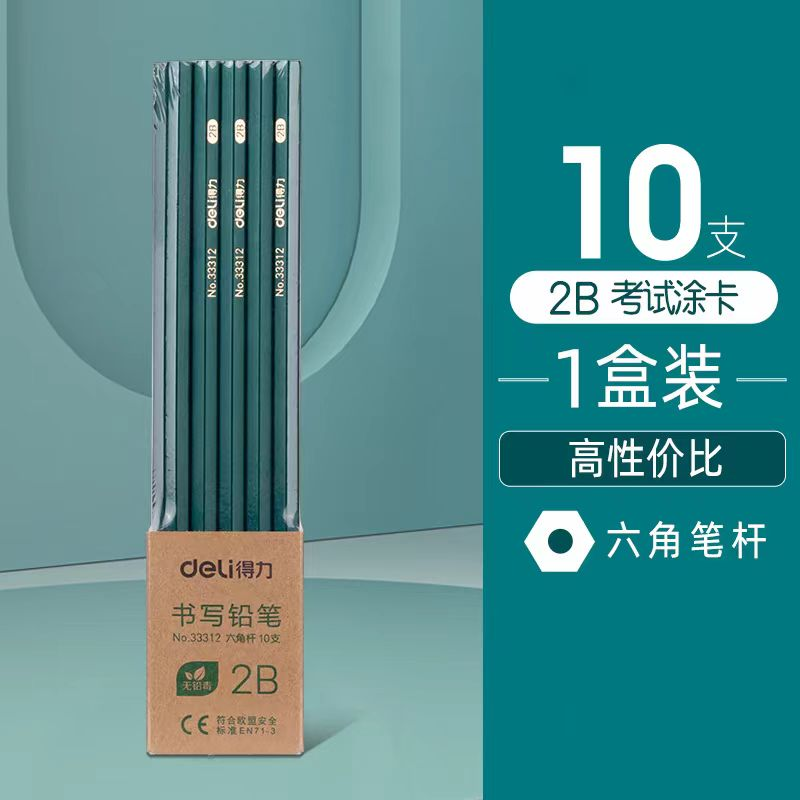 2B deli得力 No.33312
2B deli得力 No.33312
2B deli得力 No.33312
deli得力
书写铅笔
No.33312 六角杆 10支
无铅毒
2B
CE 符合欧盟安全
标准EN71-3
10支
2B 考试涂卡
1盒装
高性价比
六角笔杆